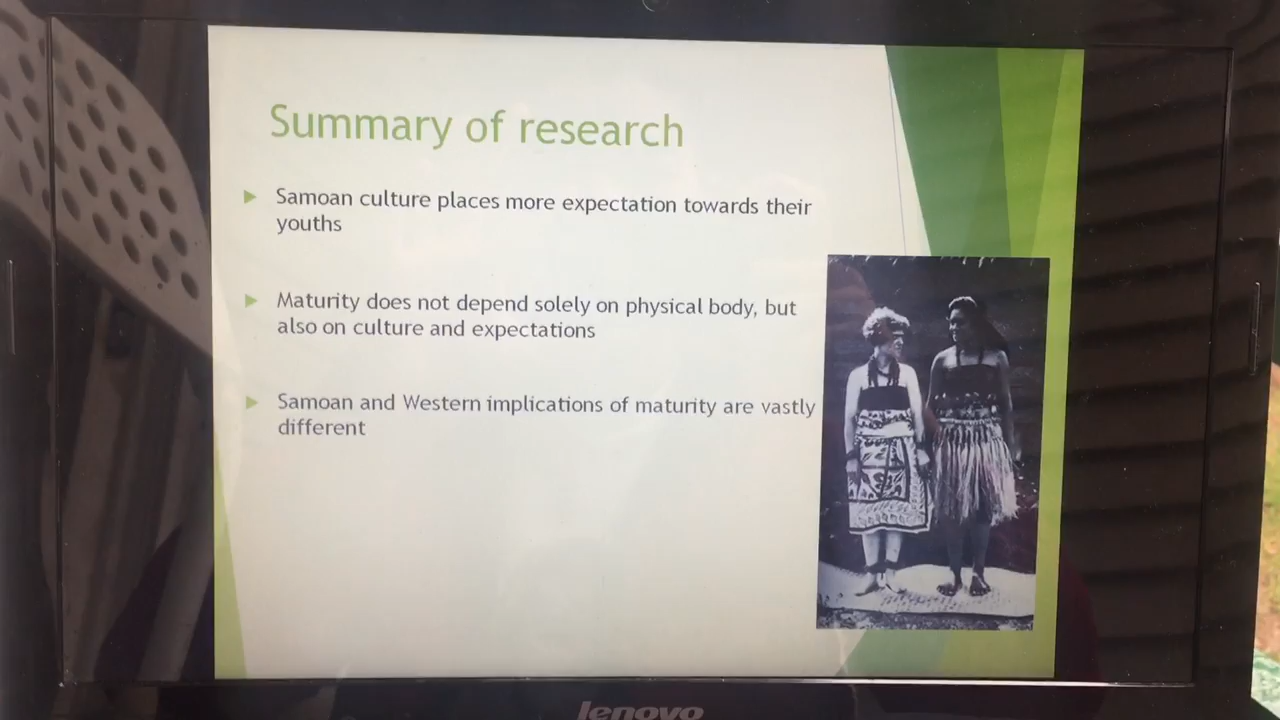 Summary of research
Samoan culture places more expectation towards their
youths
Maturity does not depend solely on physical body, but
also on culture and expectations
Samoan and Western implications of maturity are vastly
different
lenovo